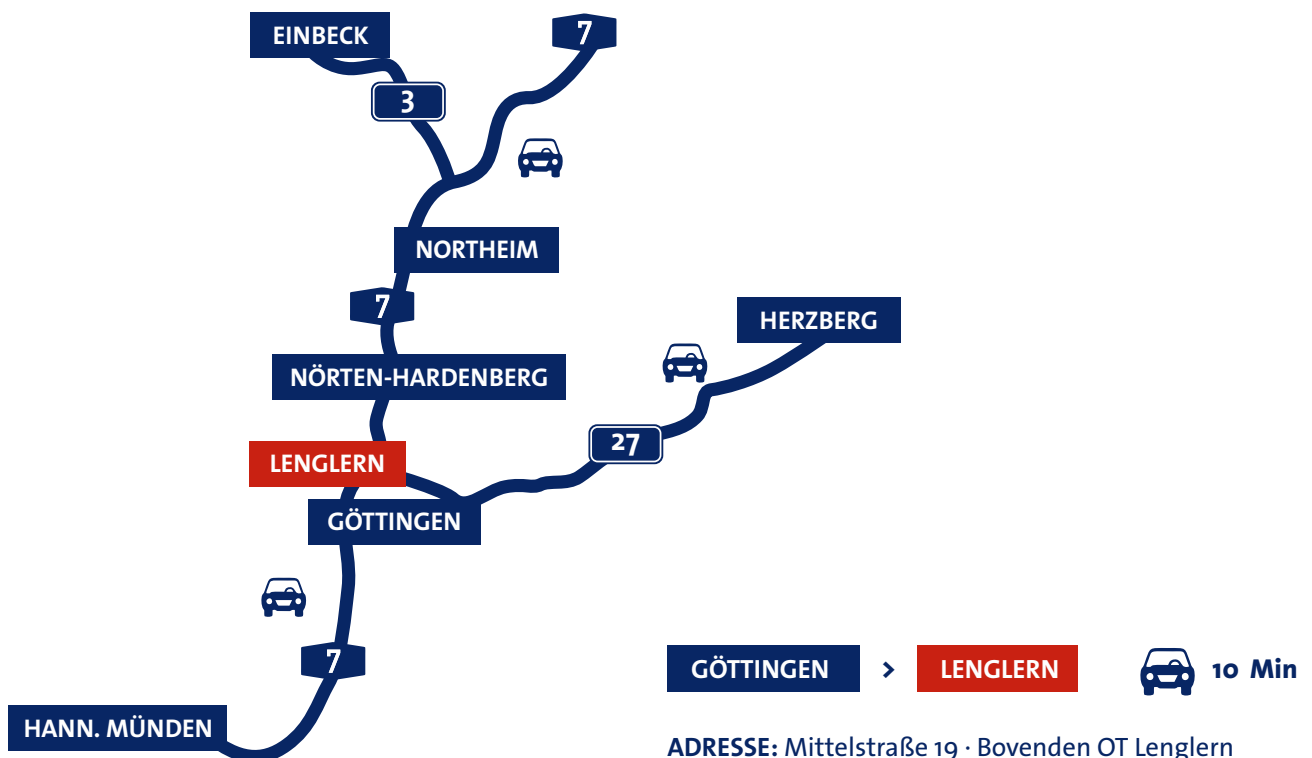 EINBECK
7
3
NORTHEIM
7
HERZBERG
NÖRTEN-HARDENBERG
27
LENGLERN
GÖTTINGEN
7
GÖTTINGEN > LENGLERN 10 Min
HANN. MÜNDEN
ADRESSE: Mittelstraße 19 · Bovenden OT Lenglern